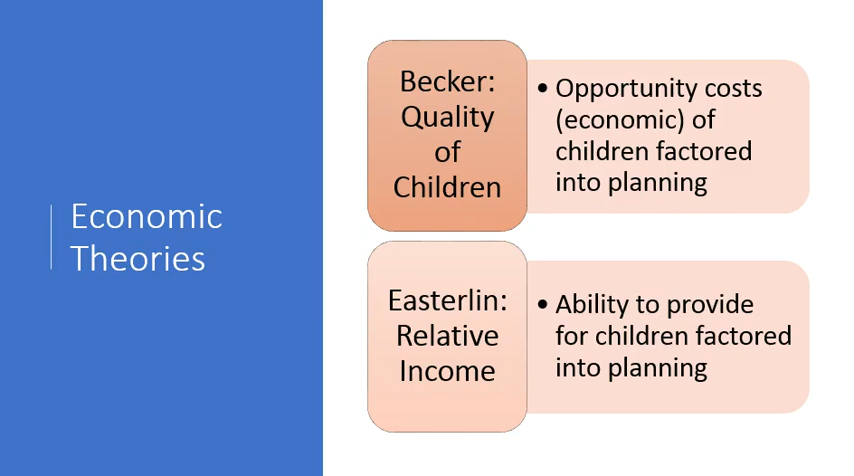 Economic
Theories
Becker:
Quality
of
Children
• Opportunity costs
(economic) of
children factored
into planning
Easterlin:
Relative
Income
• Ability to provide
for children factored
into planning